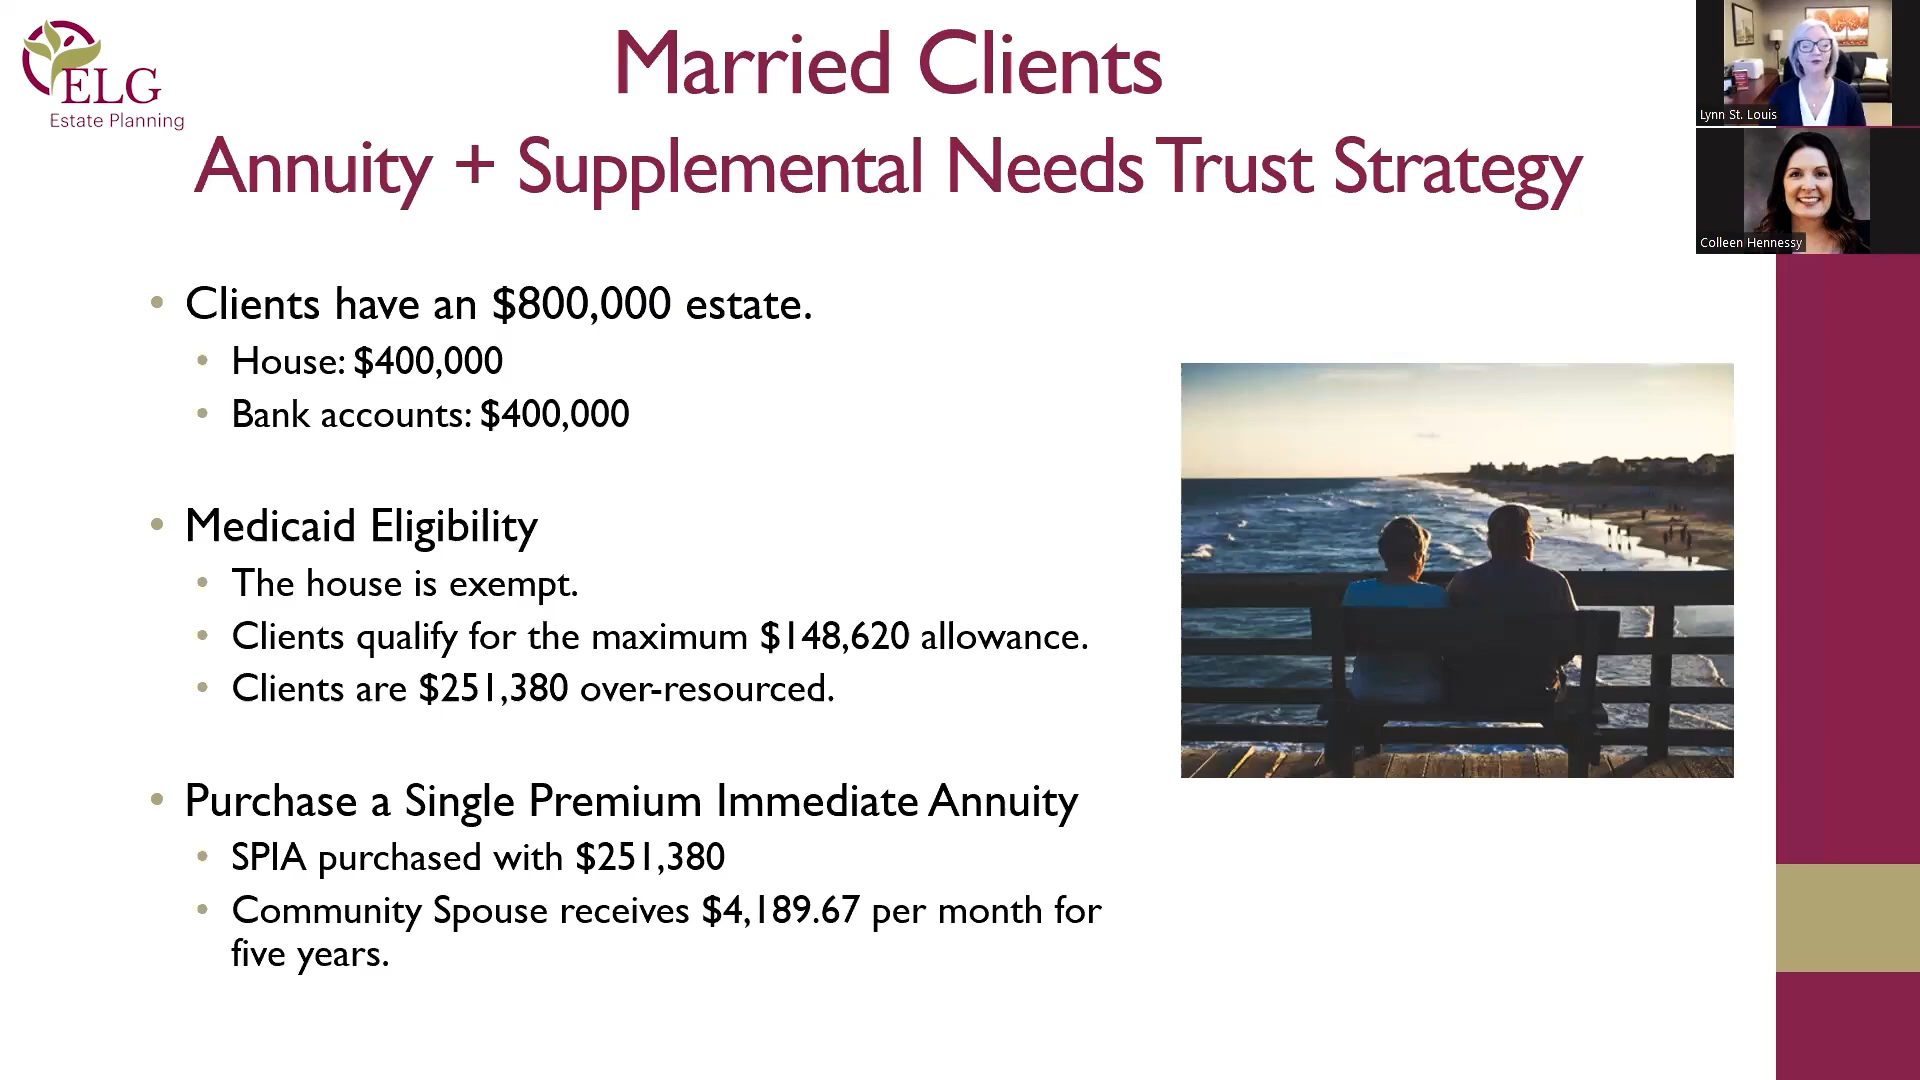 ELG
Estate Planning
Married Clients
Annuity + Supplemental Needs Trust Strategy
Lynn St. Louis
Colleen Hennessy
• Clients have an $800,000 estate.
• House: $400,000
• Bank accounts: $400,000
• Medicaid Eligibility
• The house is exempt.
• Clients qualify for the maximum $148,620 allowance.
• Clients are $251,380 over-resourced.
• Purchase a Single Premium Immediate Annuity
• SPIA purchased with $251,380
• Community Spouse receives $4,189.67 per month for
five years.